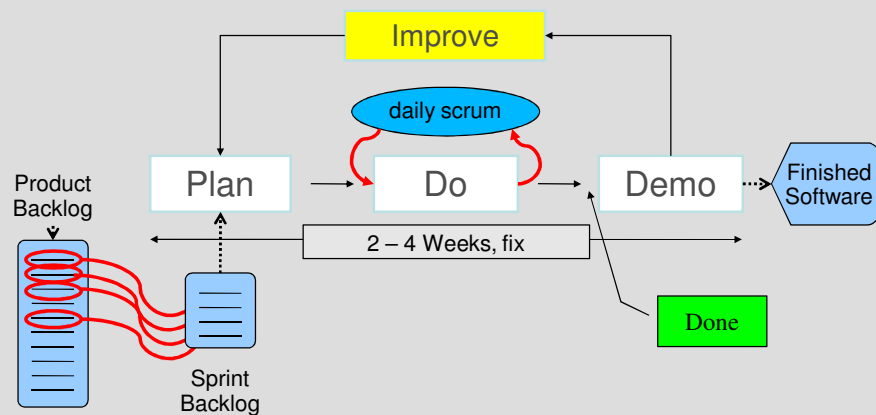 Improve
daily scrum
Plan
Do
Demo
Finished
Software
Product
Backlog
2 – 4 Weeks, fix
Done
Sprint
Backlog